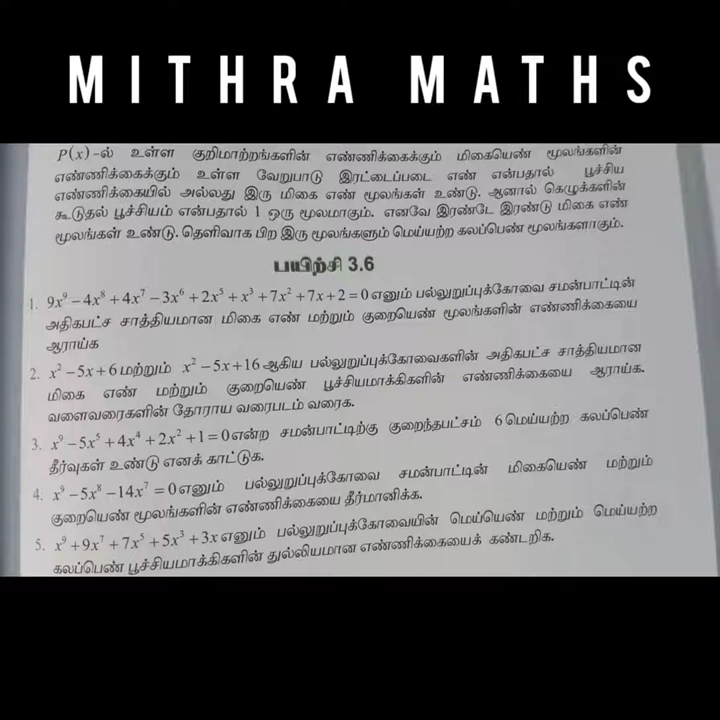 MITHRA MATHS
P(x)-ல் உள்ள குறிமாற்றங்களின் எண்ணிக்கைக்கும் மிகையெண் மூலங்களின்
எண்ணிக்கைக்கும் உள்ள வேறுபாடு இரட்டைப்படை எண் என்பதால் பூச்சிய
எண்ணிக்கையில் அல்லது இரு மிகை எண் மூலங்கள் உண்டு. ஆனால் கெழுக்களின்
கூடுதல் பூச்சியம் என்பதால் 1 ஒரு மூலமாகும். எனவே இரண்டே இரண்டு மிகை எண்
மூலங்கள் உண்டு. தெளிவாக பிற இரு மூலங்களும் மெய்யற்ற கலப்பெண் மூலங்களாகும்.
பயிற்சி 3.6
1. 9x⁹ − 4x⁸ + 4x⁷ − 3x⁶ + 2x⁵ + x³ + 7x² + 7x + 2 = 0 எனும் பல்லுறுப்புக்கோவை சமன்பாட்டின்
அதிகபட்ச சாத்தியமான மிகை எண் மற்றும் குறையெண் மூலங்களின் எண்ணிக்கையை
ஆராய்க
2. x² − 5x + 6 மற்றும் x² − 5x + 16 ஆகிய பல்லுறுப்புக்கோவைகளின் அதிகபட்ச சாத்தியமான
மிகை எண் மற்றும் குறையெண் பூச்சியமாக்கிகளின் எண்ணிக்கையை ஆராய்க.
வளைவரைகளின் தோராய வரைபடம் வரைக.
3. x⁹ − 5x⁵ + 4x⁴ + 2x² + 1 = 0 என்ற சமன்பாட்டிற்கு குறைந்தபட்சம் 6 மெய்யற்ற கலப்பெண்
தீர்வுகள் உண்டு எனக் காட்டுக.
4. x⁹ − 5x⁸ − 14x⁷ = 0 எனும் பல்லுறுப்புக்கோவை சமன்பாட்டின் மிகையெண் மற்றும்
குறையெண் மூலங்களின் எண்ணிக்கையை தீர்மானிக்க.
5. x⁹ + 9x⁷ + 7x⁵ + 5x³ + 3x எனும் பல்லுறுப்புக்கோவையின் மெய்யெண் மற்றும் மெய்யற்ற
கலப்பெண் பூச்சியமாக்கிகளின் துல்லியமான எண்ணிக்கையைக் கண்டறிக.